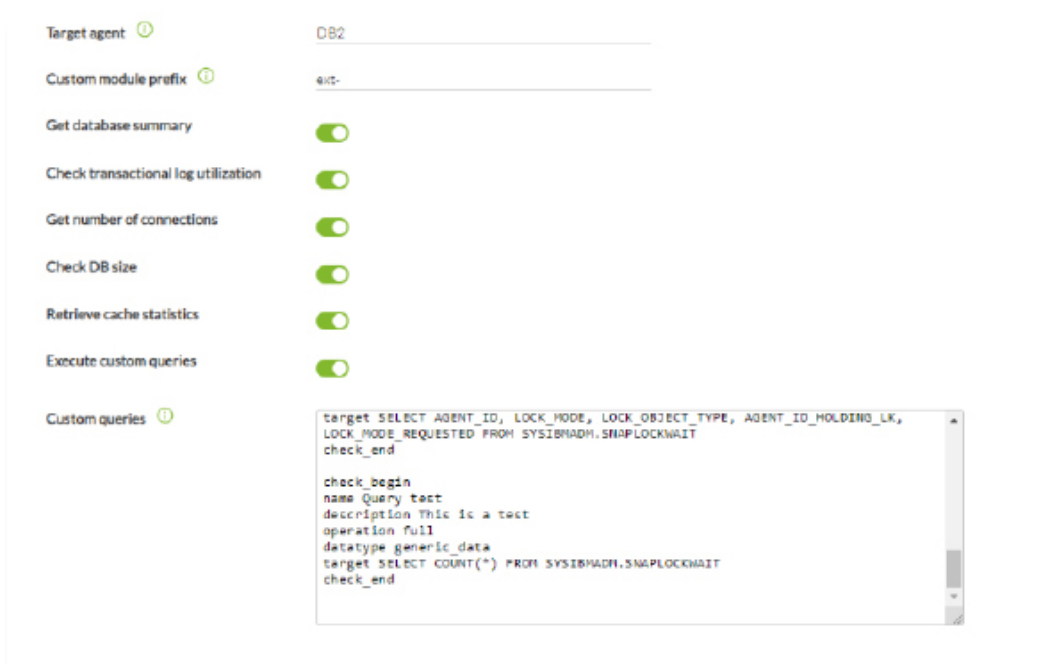 Target agent
DB2
Custom module prefix
ext-
Get database summary
Check transactional log utilization
Get number of connections
Check DB size
Retrieve cache statistics
Execute custom queries
Custom queries
target SELECT AGENT_ID, LOCK_MODE, LOCK_OBJECT_TYPE, AGENT_ID_HOLDING_LK,
LOCK_MODE_REQUESTED FROM SYSIBMADM.SNAPLOCKWAIT
check_end
check_begin
name Query test
description This is a test
operation full
datatype generic_data
target SELECT COUNT(*) FROM SYSIBMADM.SNAPLOCKWAIT
check_end